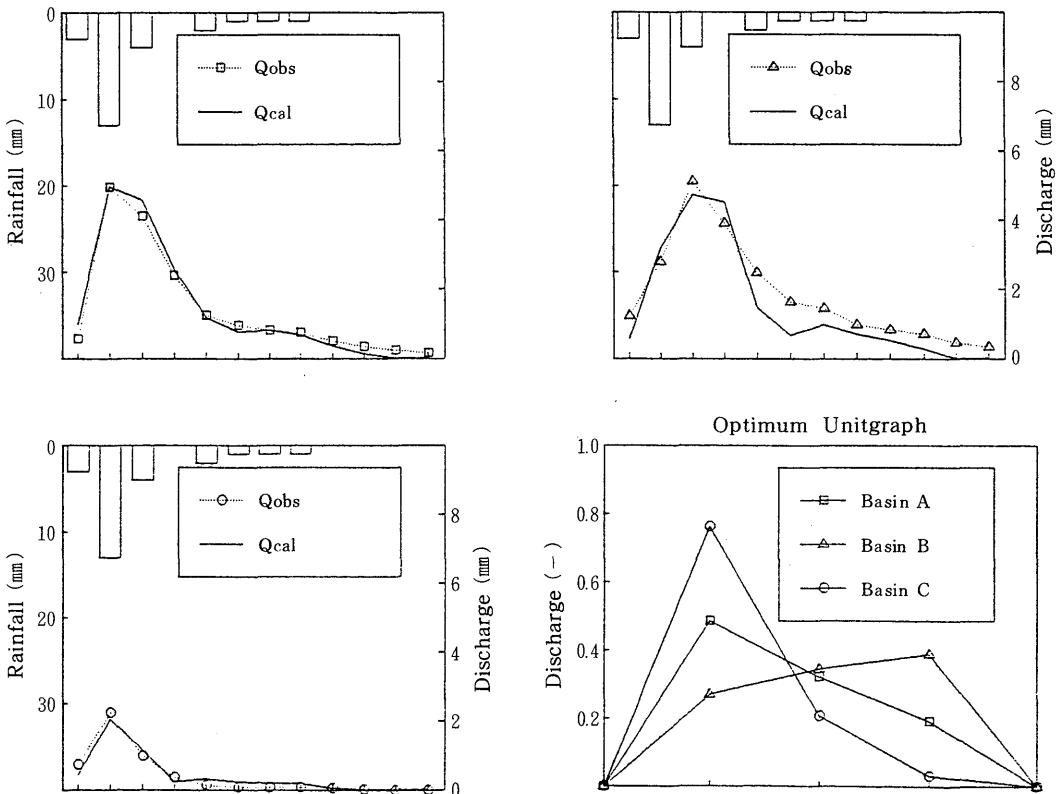 0
10
20
30
Rainfall (mm)
Qobs
Qcal
Qobs
Qcal
8
6
4
2
0
Discharge (mm)
0
10
20
30
Rainfall (mm)
Qobs
Qcal
8
6
4
2
0
Discharge (mm)
Optimum Unitgraph
1.0
0.8
0.6
0.4
0.2
Discharge (−)
Basin A
Basin B
Basin C